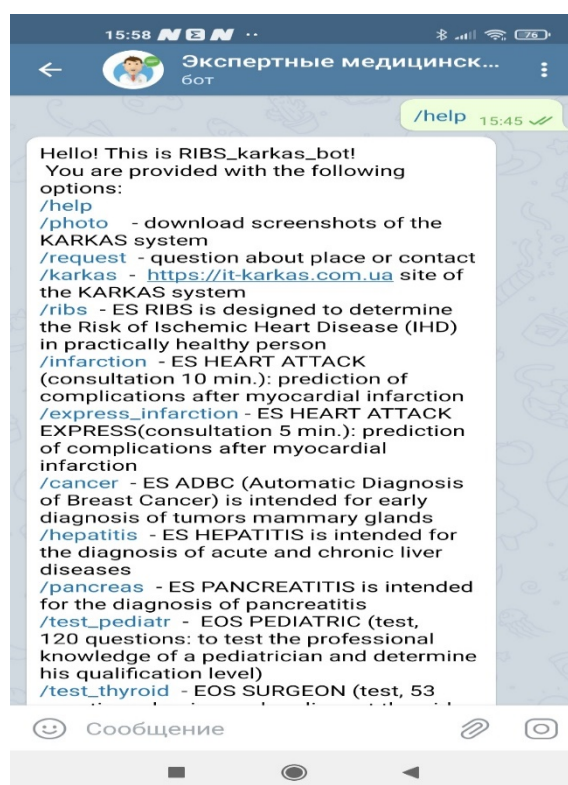 15:58
76
Экспертные медицинск...
бот
/help 15:45
Hello! This is RIBS_karkas_bot!
You are provided with the following
options:
/help
/photo - download screenshots of the
KARKAS system
/request - question about place or contact
/karkas - https://it-karkas.com.ua site of
the KARKAS system
/ribs - ES RIBS is designed to determine
the Risk of Ischemic Heart Disease (IHD)
in practically healthy person
/infarction - ES HEART ATTACK
(consultation 10 min.): prediction of
complications after myocardial infarction
/express_infarction - ES HEART ATTACK
EXPRESS(consultation 5 min.): prediction
of complications after myocardial
infarction
/cancer - ES ADBC (Automatic Diagnosis
of Breast Cancer) is intended for early
diagnosis of tumors mammary glands
/hepatitis - ES HEPATITIS is intended for
the diagnosis of acute and chronic liver
diseases
/pancreas - ES PANCREATITIS is intended
for the diagnosis of pancreatitis
/test_pediatr - EOS PEDIATRIC (test,
120 questions: to test the professional
knowledge of a pediatrician and determine
his qualification level)
/test_thyroid - EOS SURGEON (test, 53
Сообщение